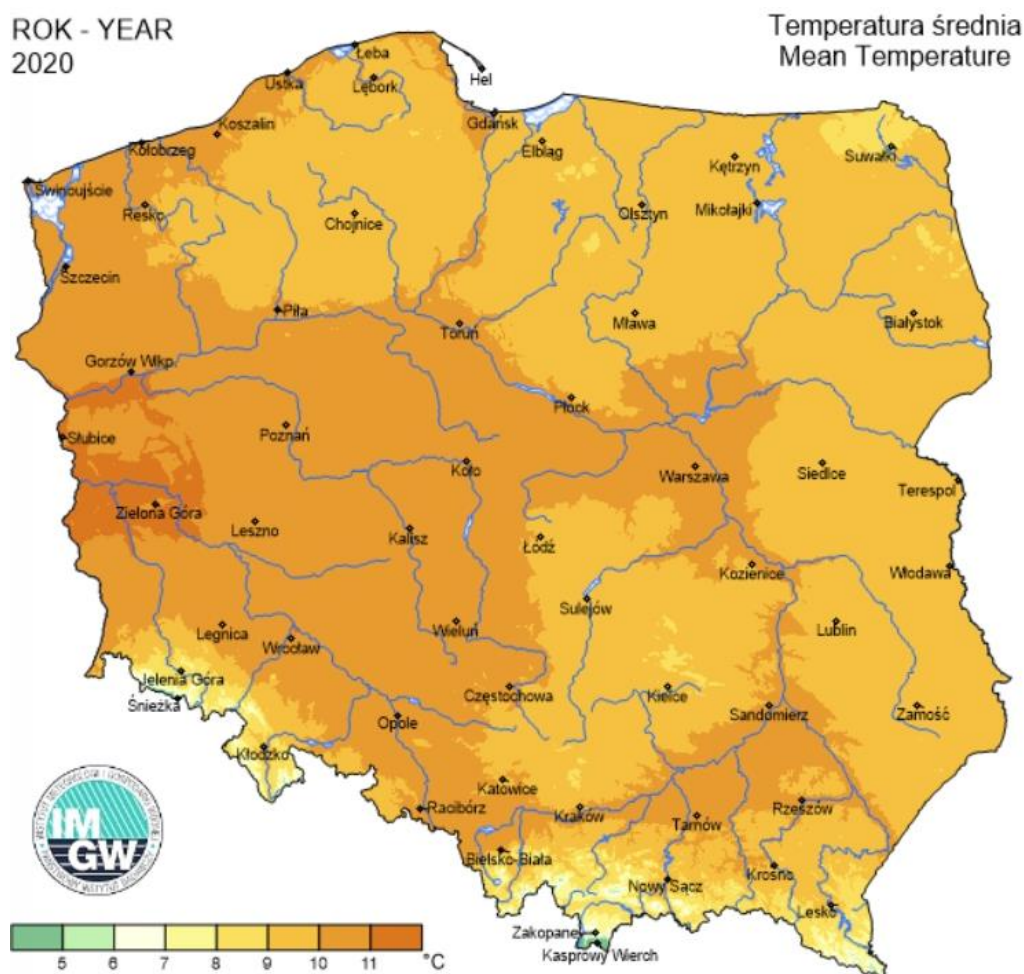 ROK - YEAR
2020
Temperatura średnia
Mean Temperature
Łeba
Hel
Ustka
Lębork
Gdańsk
Koszalin
Kołobrzeg
Elbląg
Kętrzyn
Suwałki
Świnoujście
Resko
Chojnice
Olsztyn
Mikołajki
Szczecin
Piła
Toruń
Mława
Białystok
Gorzów Wlkp.
Płock
Słubice
Poznań
Koło
Warszawa
Siedlce
Terespol
Zielona Góra
Leszno
Kalisz
Łódź
Kozienice
Włodawa
Sulejów
Legnica
Wrocław
Wieluń
Lublin
Jelenia Góra
Śnieżka
Częstochowa
Kielce
Opole
Sandomierz
Zamość
Kłodzko
Katowice
Racibórz
Kraków
Tarnów
Rzeszów
IM
GW
Bielsko-Biała
Nowy Sącz
Krosno
Lesko
Zakopane
Kasprowy Wierch
5 6 7 8 9 10 11 °C